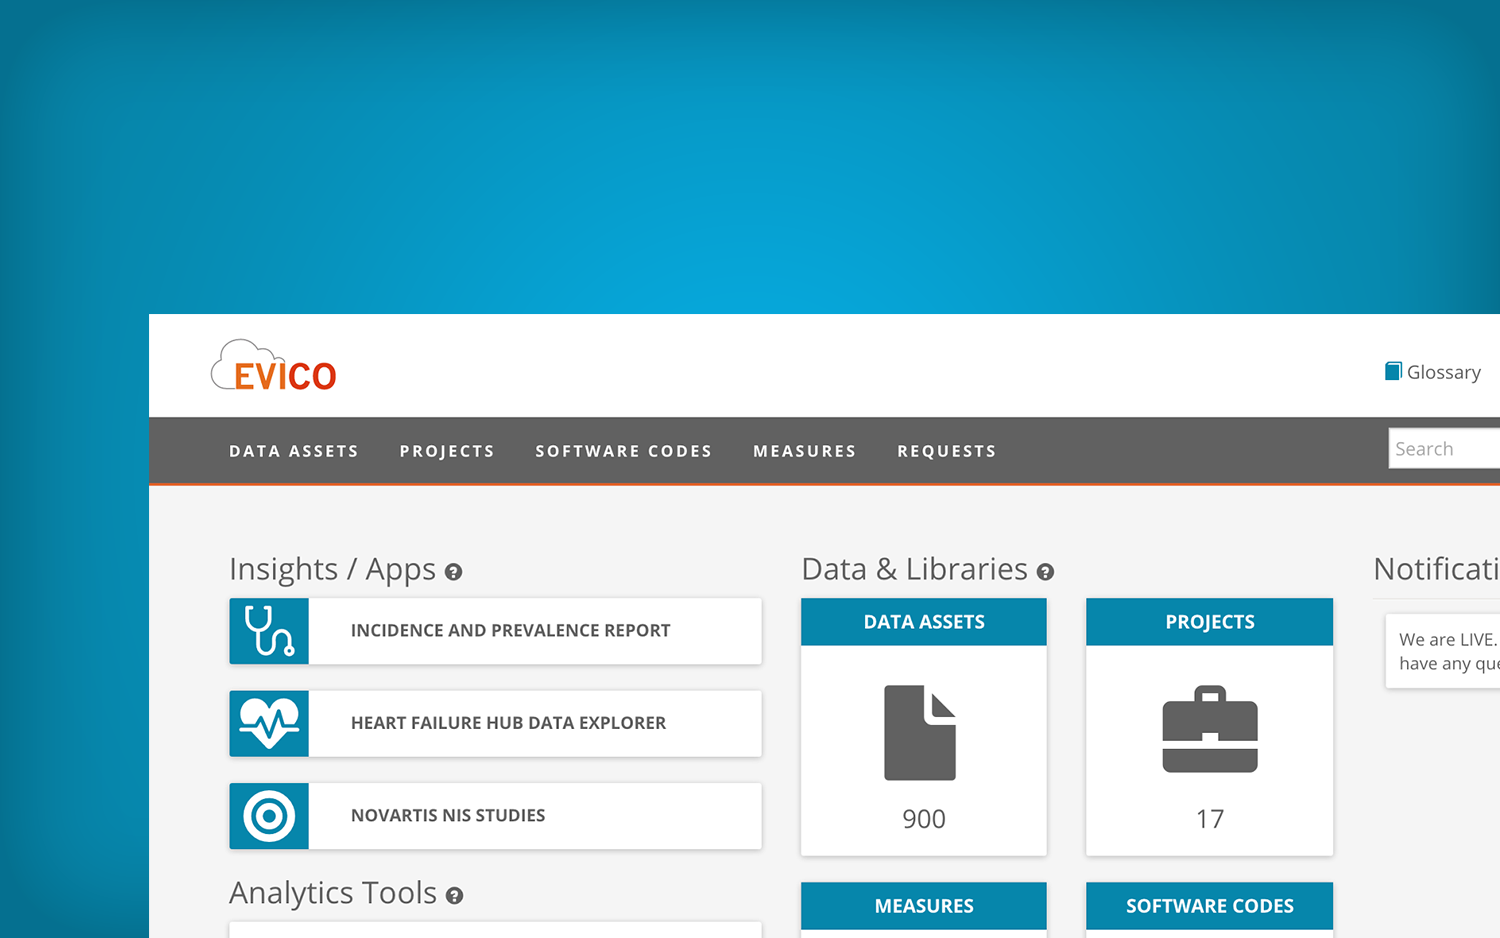 EVICO
Glossary
DATA ASSETS PROJECTS SOFTWARE CODES MEASURES REQUESTS
Search
Insights / Apps
INCIDENCE AND PREVALENCE REPORT
HEART FAILURE HUB DATA EXPLORER
NOVARTIS NIS STUDIES
Analytics Tools
Data & Libraries
DATA ASSETS
900
PROJECTS
17
MEASURES
SOFTWARE CODES
Notificati
We are LIVE.
have any que